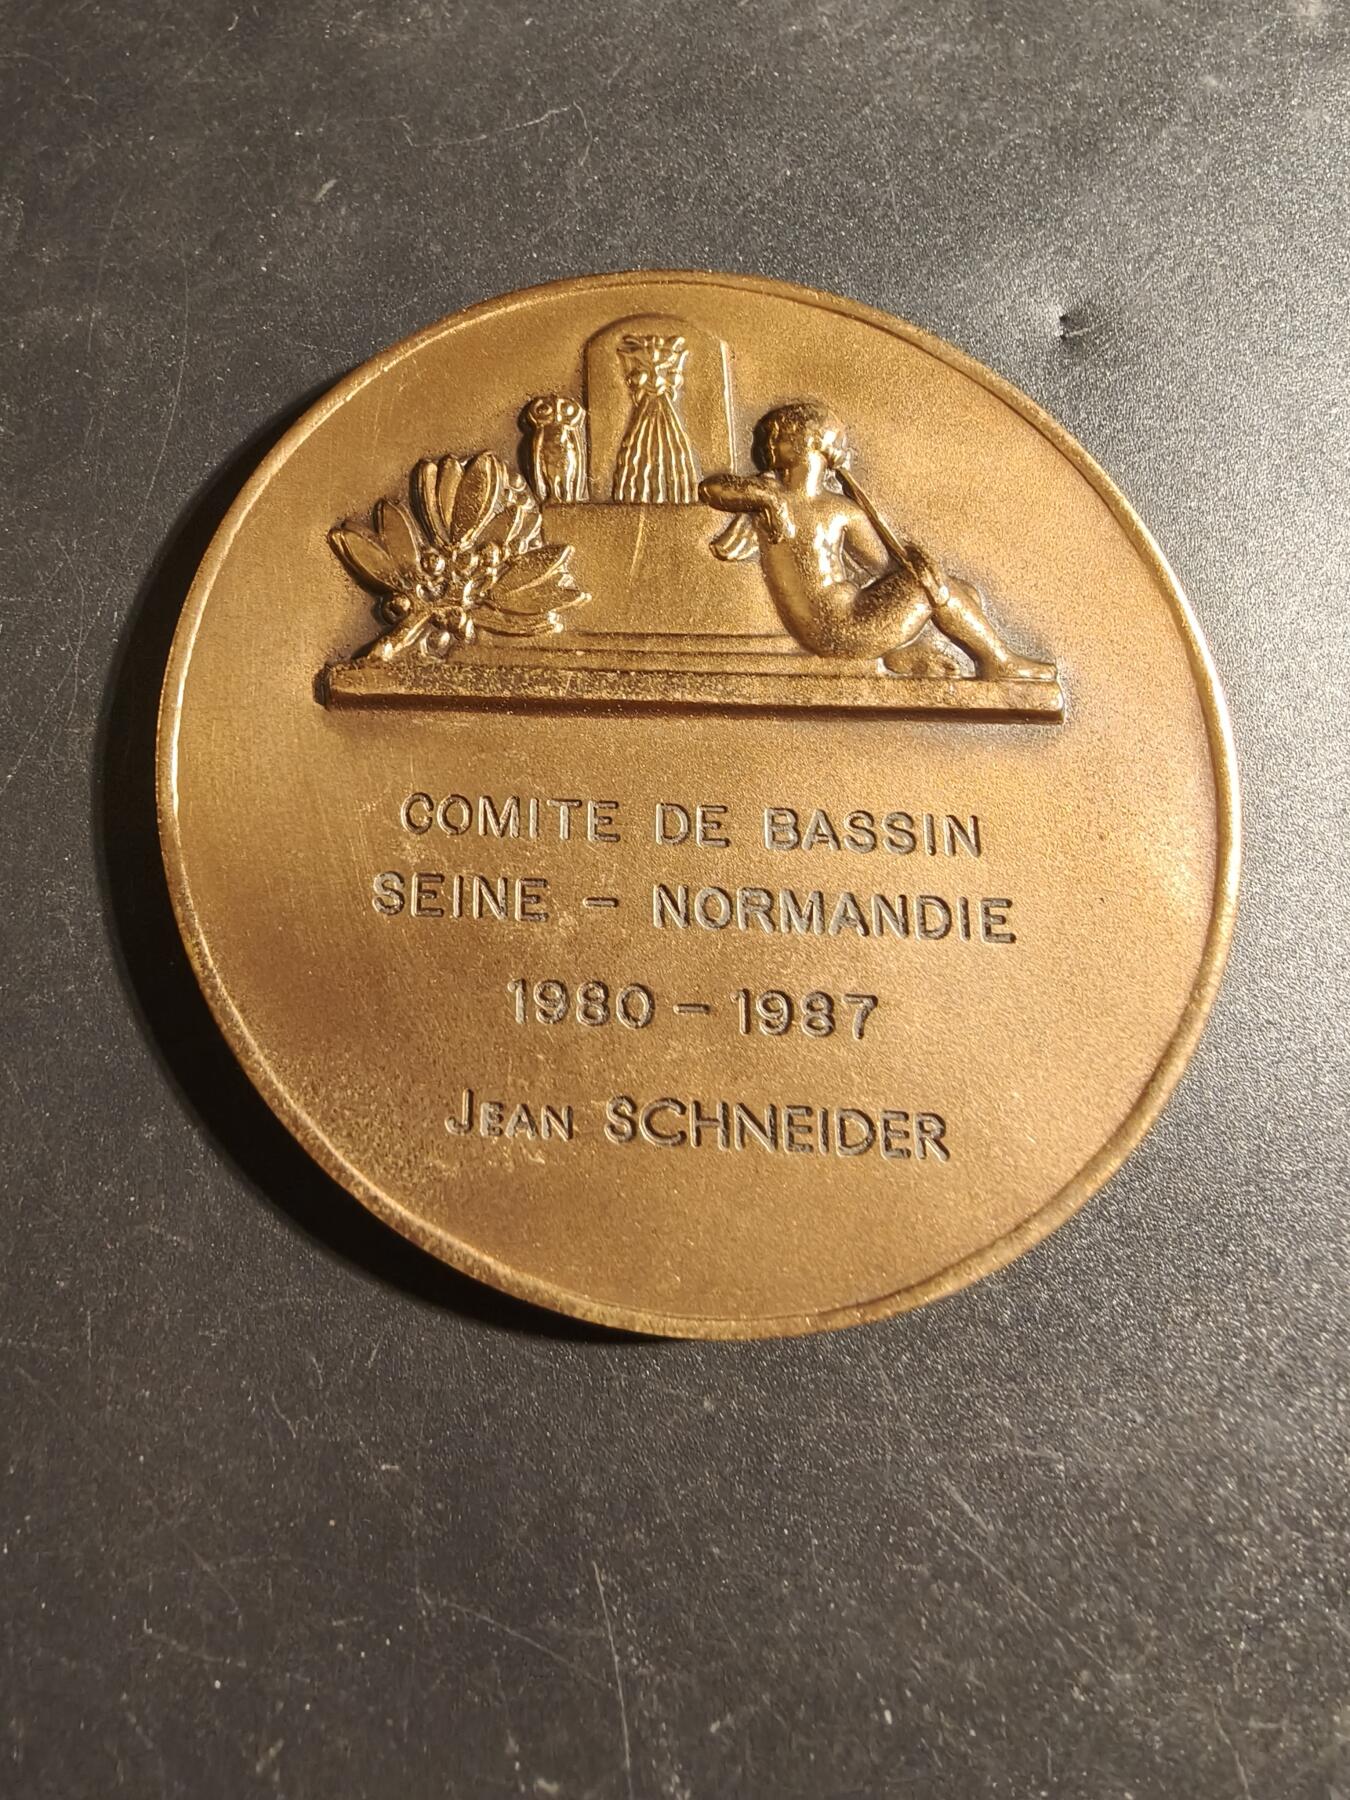 COMITE DE BASSIN
SEINE - NORMANDIE
1980 - 1987
JEAN SCHNEIDER